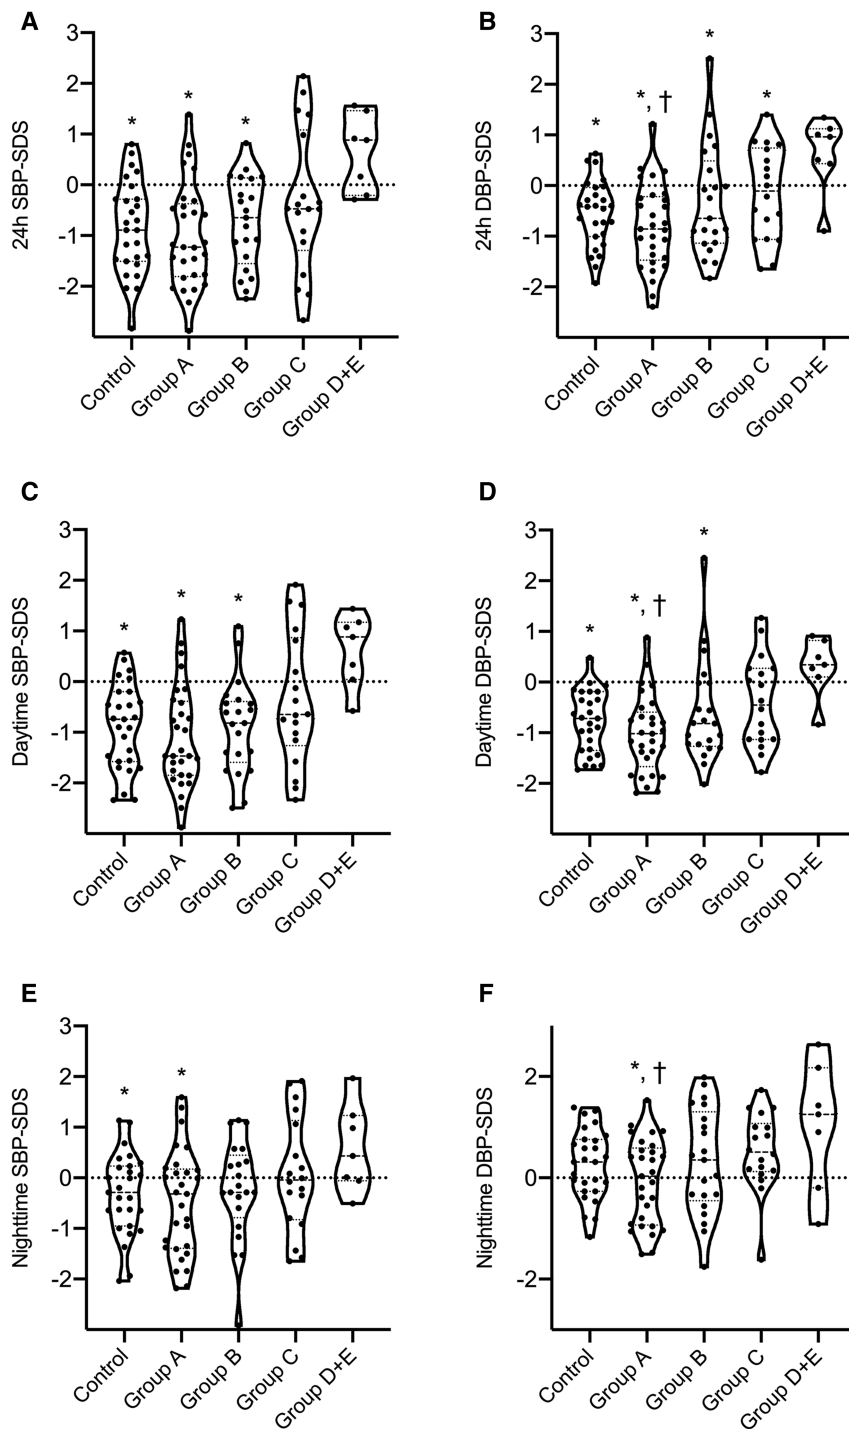 A
B
24h SBP-SDS
3
2
1
0
-1
-2
*
*
*
Control
Group A
Group B
Group C
Group D+E
24h DBP-SDS
3
2
1
0
-1
-2
*
*, †
*
*
Control
Group A
Group B
Group C
Group D+E
C
D
Daytime SBP-SDS
3
2
1
0
-1
-2
*
*
*
Control
Group A
Group B
Group C
Group D+E
Daytime DBP-SDS
3
2
1
0
-1
-2
*
*, †
*
Control
Group A
Group B
Group C
Group D+E
E
F
Nighttime SBP-SDS
3
2
1
0
-1
-2
*
*
Control
Group A
Group B
Group C
Group D+E
Nighttime DBP-SDS
2
0
-2
*, †
Control
Group A
Group B
Group C
Group D+E